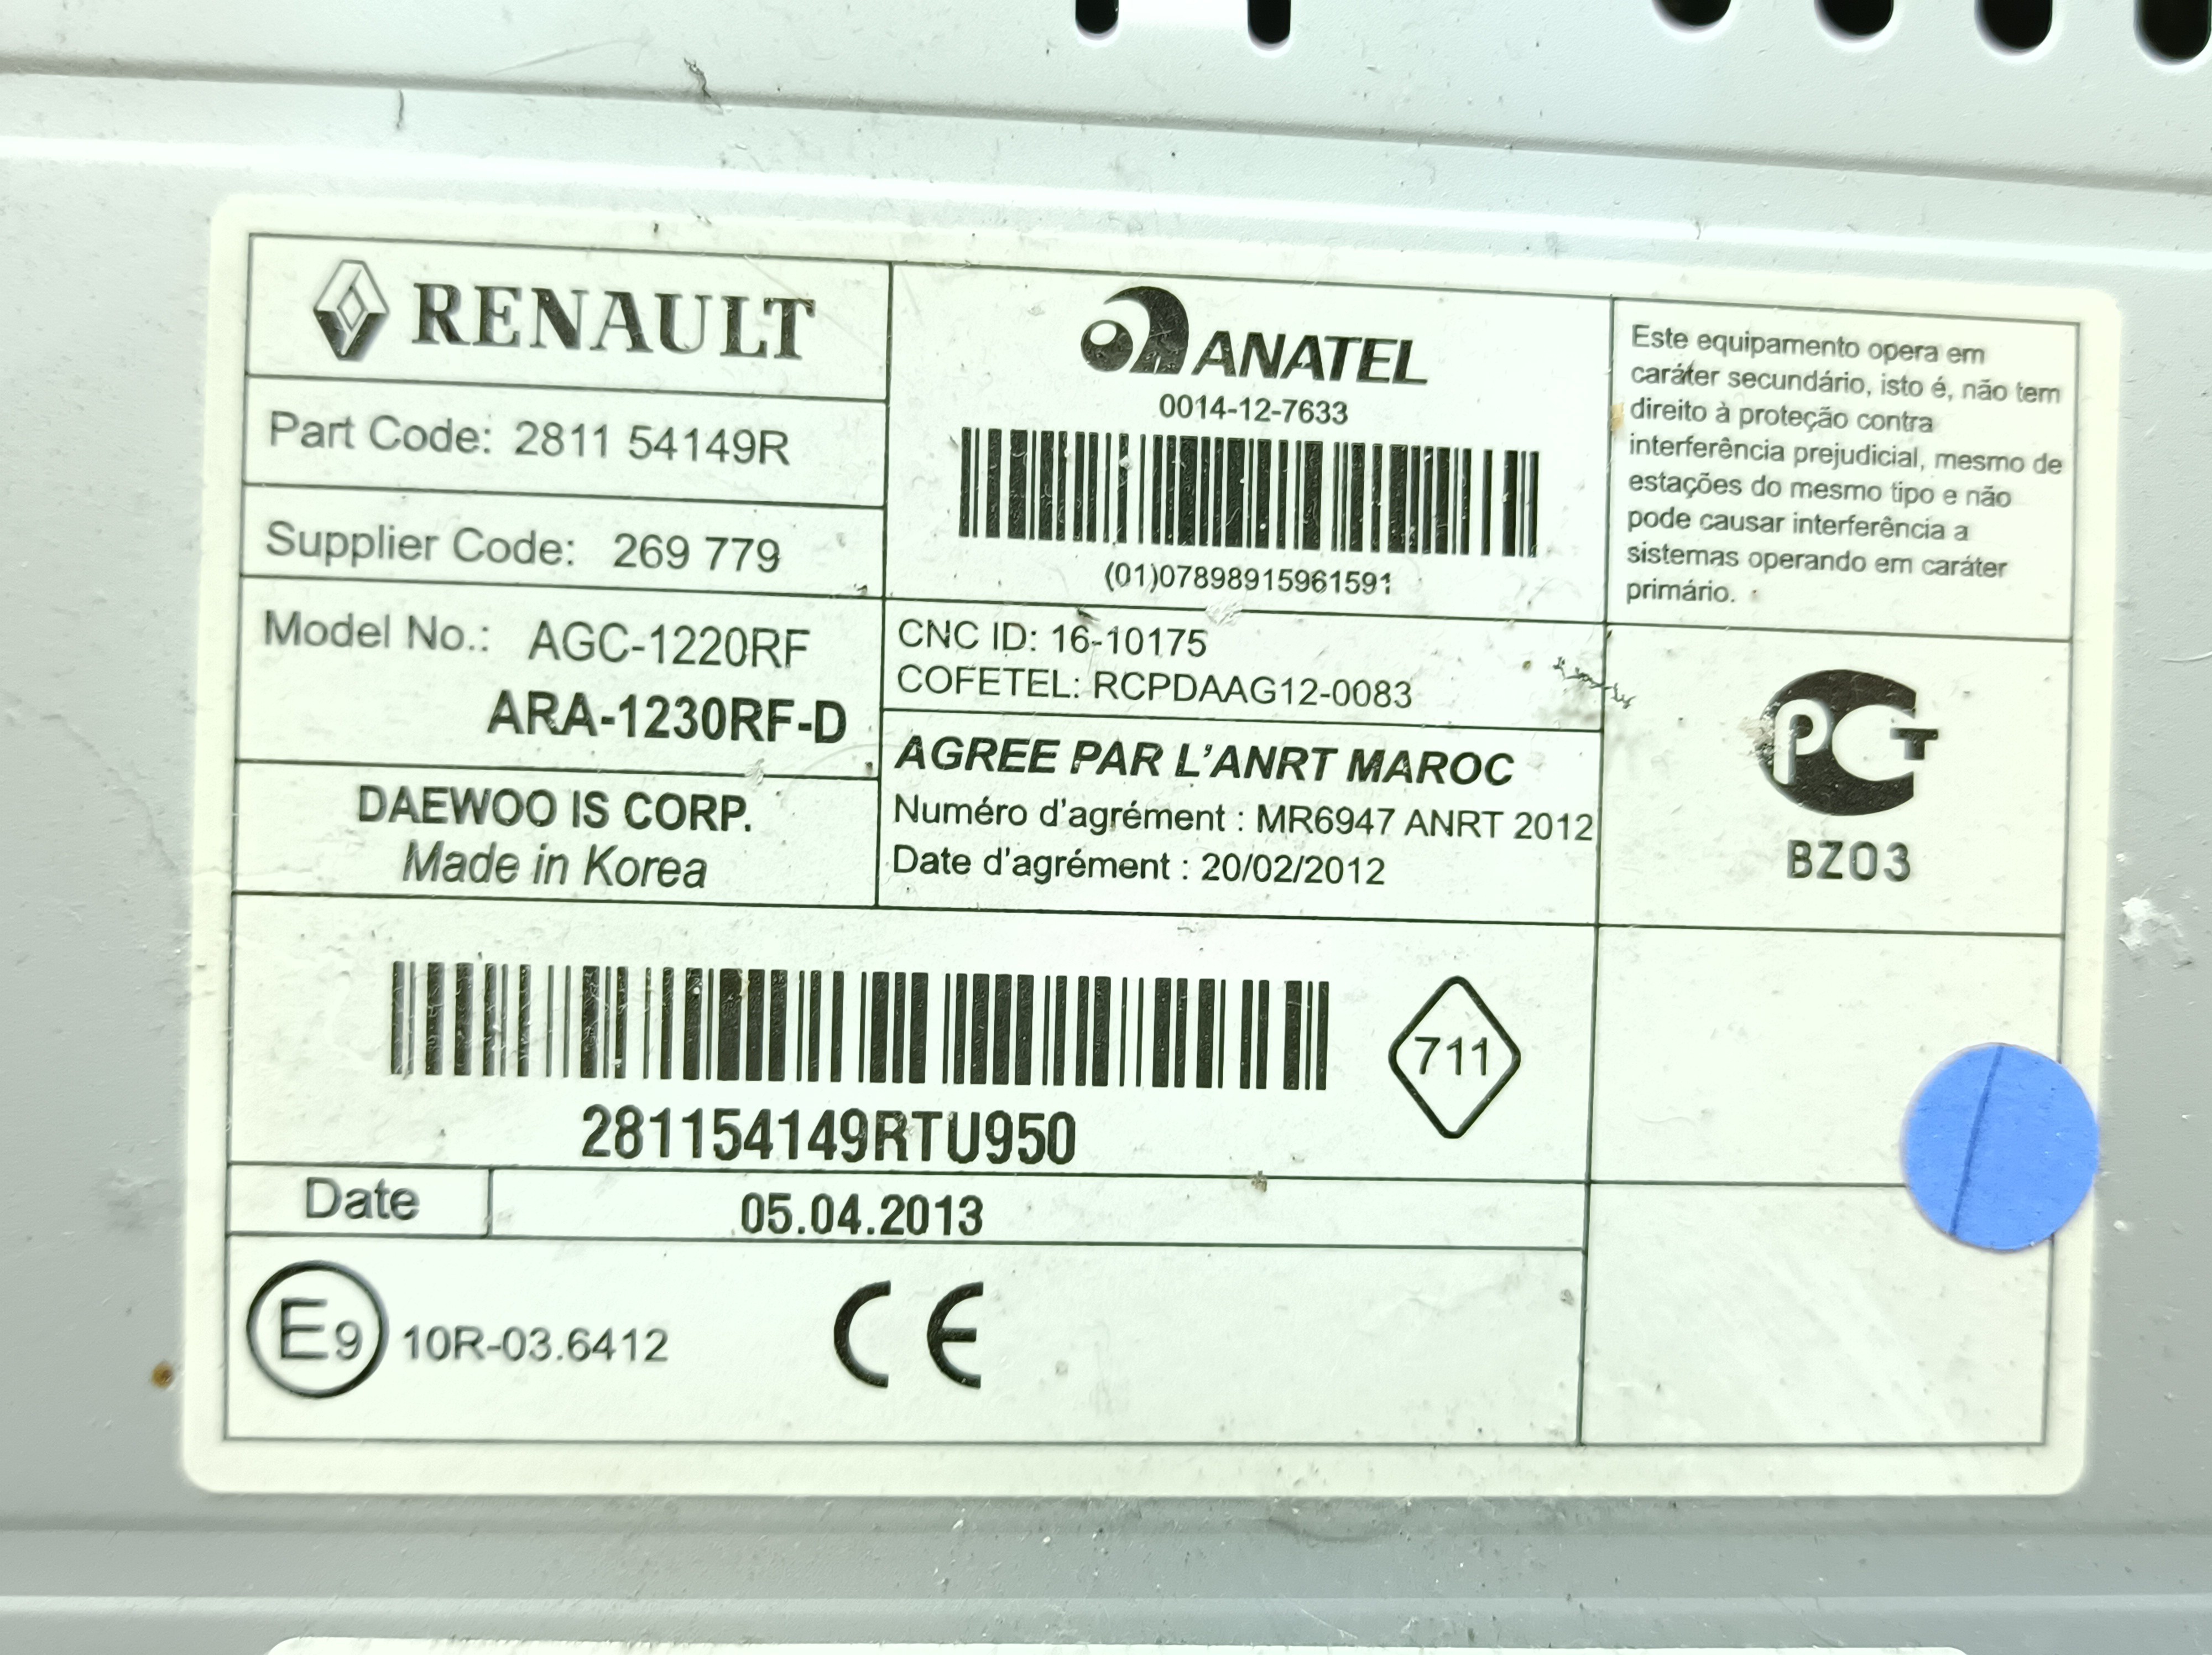 RENAULT
Part Code: 2811 54149R
Supplier Code: 269 779
Model No.: AGC-1220RF
ARA-1230RF-D
DAEWOO IS CORP.
Made in Korea
ANATEL
0014-12-7633
(01)07898915961591
CNC ID: 16-10175
COFETEL: RCPDAAG12-0083
AGREE PAR L'ANRT MAROC
Numéro d'agrément : MR6947 ANRT 2012
Date d'agrément : 20/02/2012
Este equipamento opera em
caráter secundário, isto é, não tem
direito à proteção contra
interferência prejudicial, mesmo de
estações do mesmo tipo e não
pode causar interferência a
sistemas operando em caráter
primário.
PCT
BZ03
281154149RTU950
711
Date
05.04.2013
E9
10R-03.6412
CE